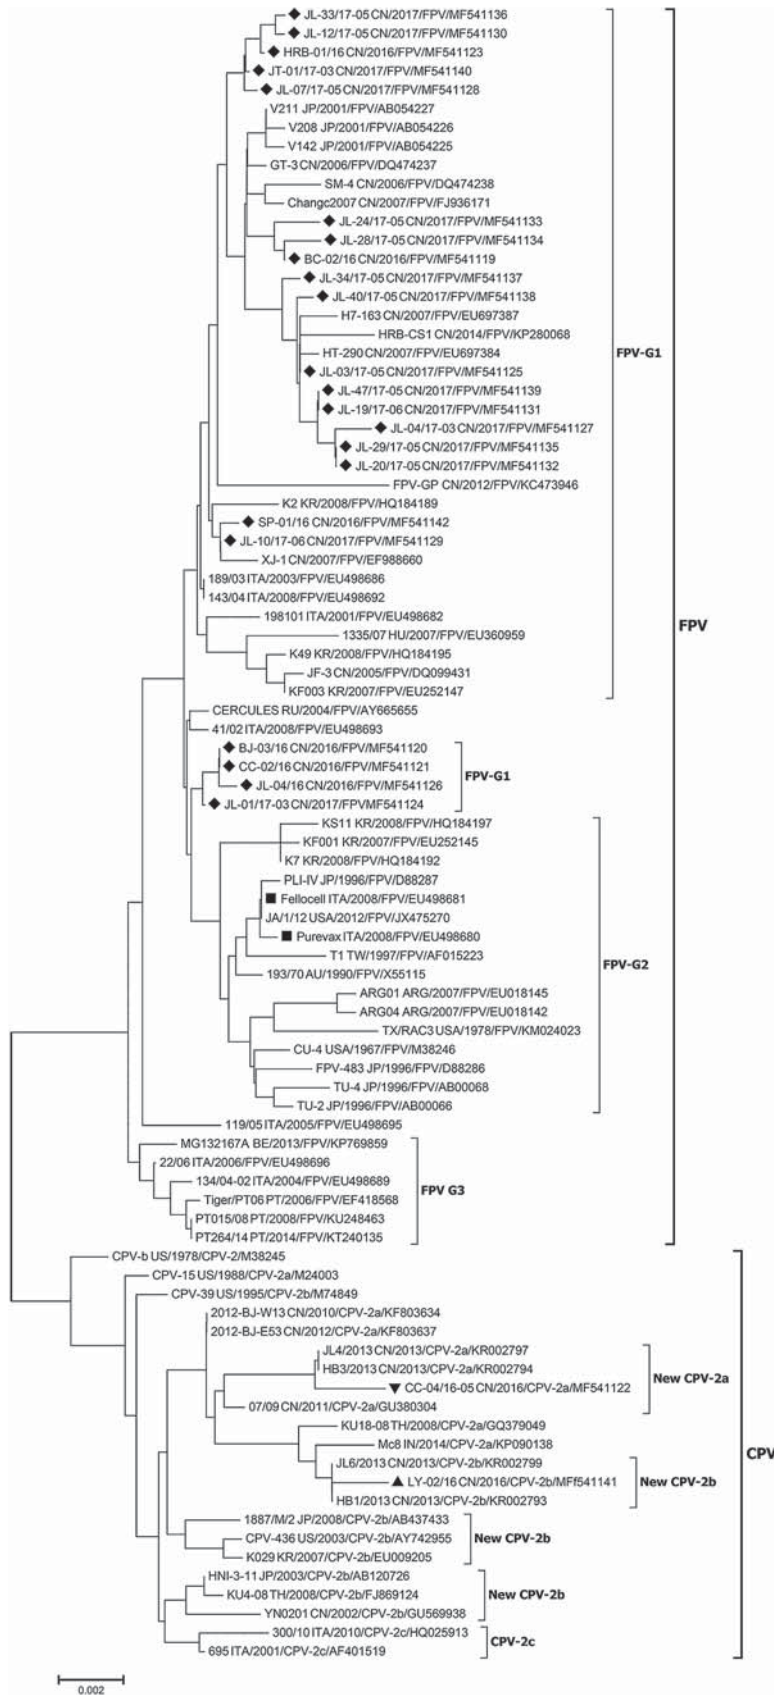 JL-33/17-05 CN/2017/FPV/MF541136
JL-12/17-05 CN/2017/FPV/MF541130
HRB-01/16 CN/2016/FPV/MF541123
JT-01/17-03 CN/2017/FPV/MF541140
JL-07/17-05 CN/2017/FPV/MF541128
V211 JP/2001/FPV/AB054227
V208 JP/2001/FPV/AB054226
V142 JP/2001/FPV/AB054225
GT-3 CN/2006/FPV/DQ474237
SM-4 CN/2006/FPV/DQ474238
Changc2007 CN/2007/FPV/FJ936171
JL-24/17-05 CN/2017/FPV/MF541133
JL-28/17-05 CN/2017/FPV/MF541134
BC-02/16 CN/2016/FPV/MF541119
JL-34/17-05 CN/2017/FPV/MF541137
JL-40/17-05 CN/2017/FPV/MF541138
H7-163 CN/2007/FPV/EU697387
HRB-CS1 CN/2014/FPV/KP280068
HT-290 CN/2007/FPV/EU697384
FPV-G1
JL-03/17-05 CN/2017/FPV/MF541125
JL-47/17-05 CN/2017/FPV/MF541139
JL-19/17-06 CN/2017/FPV/MF541131
JL-04/17-03 CN/2017/FPV/MF541127
JL-29/17-05 CN/2017/FPV/MF541135
JL-20/17-05 CN/2017/FPV/MF541132
FPV-GP CN/2012/FPV/KC473946
K2 KR/2008/FPV/HQ184189
SP-01/16 CN/2016/FPV/MF541142
JL-10/17-06 CN/2017/FPV/MF541129
XJ-1 CN/2007/FPV/EF988660
189/03 ITA/2003/FPV/EU498686
143/04 ITA/2008/FPV/EU498692
198101 ITA/2001/FPV/EU498682
FPV
1335/07 HU/2007/FPV/EU360959
K49 KR/2008/FPV/HQ184195
JF-3 CN/2005/FPV/DQ099431
KF003 KR/2007/FPV/EU252147
CERCULES RU/2004/FPV/AY665655
41/02 ITA/2008/FPV/EU498693
BJ-03/16 CN/2016/FPV/MF541120
CC-02/16 CN/2016/FPV/MF541121
FPV-G1
JL-04/16 CN/2016/FPV/MF541126
JL-01/17-03 CN/2017/FPVMF541124
KS11 KR/2008/FPV/HQ184197
KF001 KR/2007/FPV/EU252145
K7 KR/2008/FPV/HQ184192
PLI-IV JP/1996/FPV/D88287
Fellocell ITA/2008/FPV/EU498681
JA/1/12 USA/2012/FPV/JX475270
Purevax ITA/2008/FPV/EU498680
T1 TW/1997/FPV/AF015223
FPV-G2
193/70 AU/1990/FPV/X55115
ARG01 ARG/2007/FPV/EU018145
ARG04 ARG/2007/FPV/EU018142
TX/RAC3 USA/1978/FPV/KM024023
CU-4 USA/1967/FPV/M38246
FPV-483 JP/1996/FPV/D88286
TU-4 JP/1996/FPV/AB00068
TU-2 JP/1996/FPV/AB00066
119/05 ITA/2005/FPV/EU498695
MG132167A BE/2013/FPV/KP769859
22/06 ITA/2006/FPV/EU498696
134/04-02 ITA/2004/FPV/EU498689
FPV G3
Tiger/PT06 PT/2006/FPV/EF418568
PT015/08 PT/2008/FPV/KU248463
PT264/14 PT/2014/FPV/KT240135
CPV-b US/1978/CPV-2/M38245
CPV-15 US/1988/CPV-2a/M24003
CPV-39 US/1995/CPV-2b/M74849
2012-BJ-W13 CN/2010/CPV-2a/KF803634
2012-BJ-E53 CN/2012/CPV-2a/KF803637
JL4/2013 CN/2013/CPV-2a/KR002797
HB3/2013 CN/2013/CPV-2a/KR002794
New CPV-2a
CC-04/16-05 CN/2016/CPV-2a/MF541122
07/09 CN/2011/CPV-2a/GU380304
KU18-08 TH/2008/CPV-2a/GQ379049
Mc8 IN/2014/CPV-2a/KP090138
CPV
JL6/2013 CN/2013/CPV-2b/KR002799
LY-02/16 CN/2016/CPV-2b/MFf541141
New CPV-2b
HB1/2013 CN/2013/CPV-2b/KR002793
1887/M/2 JP/2008/CPV-2b/AB437433
CPV-436 US/2003/CPV-2b/AY742955
New CPV-2b
K029 KR/2007/CPV-2b/EU009205
HNI-3-11 JP/2003/CPV-2b/AB120726
KU4-08 TH/2008/CPV-2b/FJ869124
New CPV-2b
YN0201 CN/2002/CPV-2b/GU569938
300/10 ITA/2010/CPV-2c/HQ025913
CPV-2c
695 ITA/2001/CPV-2c/AF401519
0.002